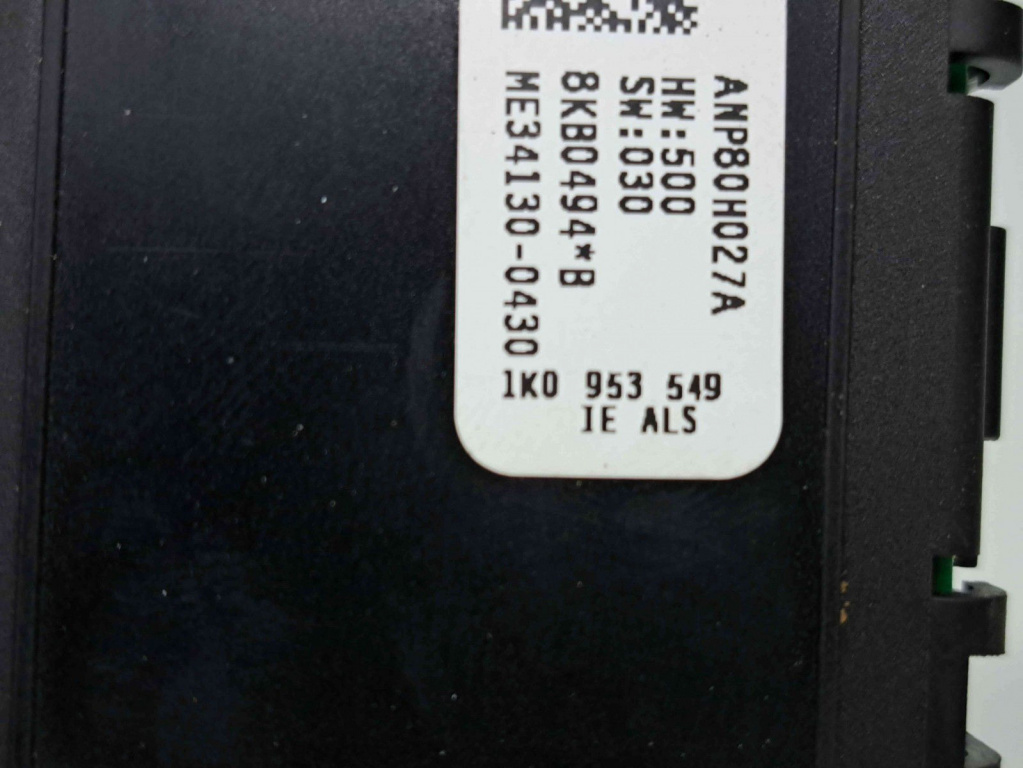 ANP80H027A
HW:500
SW:030
8KB0494*B
ME34130-0430
1K0 953 549
IE ALS